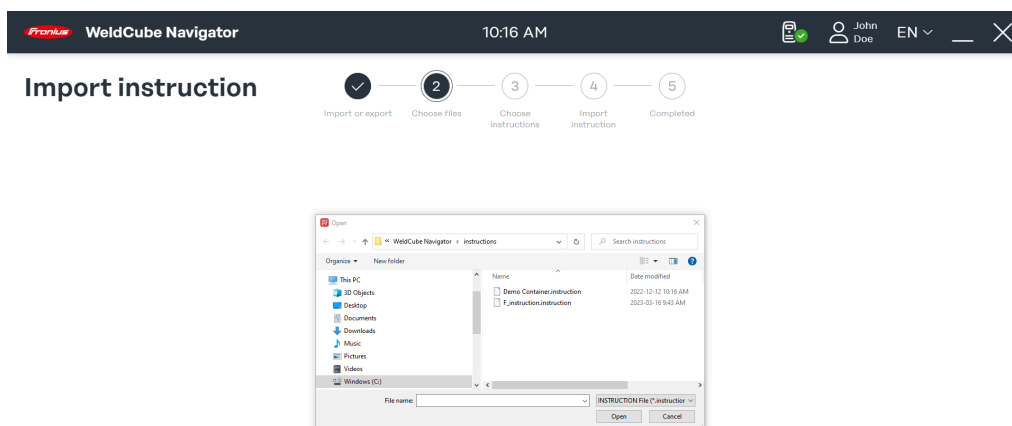 Fronius WeldCube Navigator 10:16 AM John Doe EN
Import instruction
2 3 4 5
Import or export Choose files Choose instructions Import instruction Completed
Open
« WeldCube Navigator › instructions Search instructions
Organize New folder
This PC
3D Objects
Desktop
Documents
Downloads
Music
Pictures
Videos
Windows (C:)
Name Date modified
Demo Container.instruction 2022-12-12 10:16 AM
F_instruction.instruction 2023-03-16 9:43 AM
File name: INSTRUCTION File (*.instruction
Open Cancel